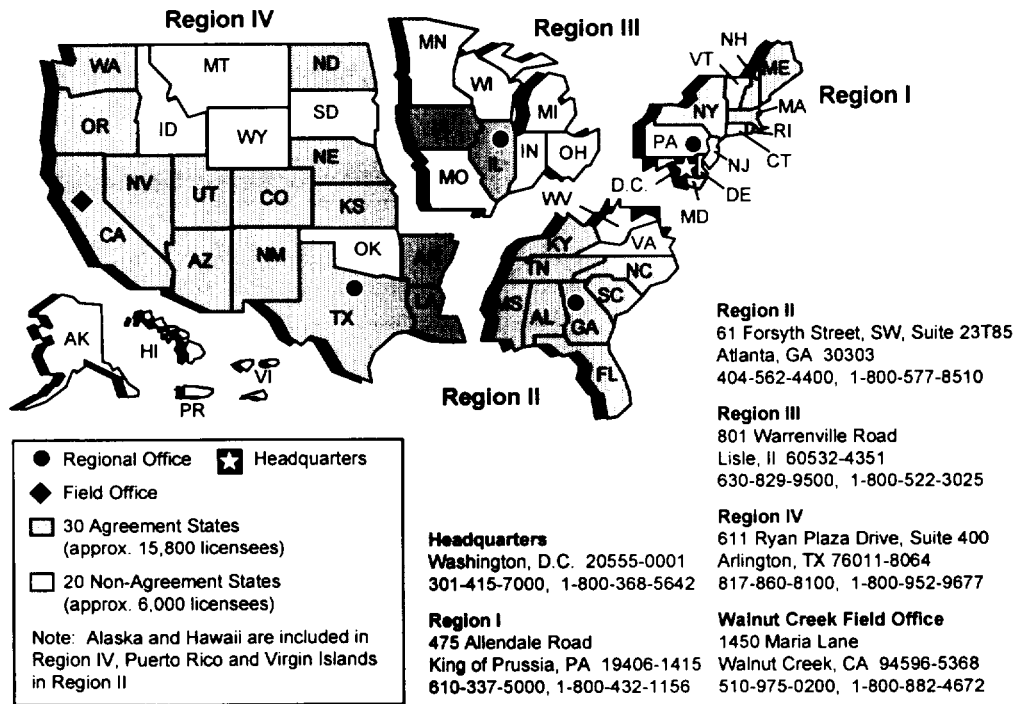 Region IV
Region III
Region I
WA
MT
ND
MN
WI
MI
NH
VT
ME
OR
ID
SD
WY
NY
MA
RI
CT
NE
IL
IN
OH
PA
NJ
NV
UT
CO
KS
MO
D.C.
DE
MD
WV
CA
AZ
NM
OK
AR
KY
VA
TN
NC
TX
LA
MS
AL
GA
SC
AK
HI
VI
PR
FL
Region II
Region II
61 Forsyth Street, SW, Suite 23T85
Atlanta, GA 30303
404-562-4400, 1-800-577-8510
Region III
801 Warrenville Road
Lisle, Il 60532-4351
630-829-9500, 1-800-522-3025
Region IV
611 Ryan Plaza Drive, Suite 400
Arlington, TX 76011-8064
817-860-8100, 1-800-952-9677
Walnut Creek Field Office
1450 Maria Lane
Walnut Creek, CA 94596-5368
510-975-0200, 1-800-882-4672
Headquarters
Washington, D.C. 20555-0001
301-415-7000, 1-800-368-5642
Region I
475 Allendale Road
King of Prussia, PA 19406-1415
610-337-5000, 1-800-432-1156
Regional Office
Headquarters
Field Office
30 Agreement States
(approx. 15,800 licensees)
20 Non-Agreement States
(approx. 6,000 licensees)
Note: Alaska and Hawaii are included in
Region IV, Puerto Rico and Virgin Islands
in Region II